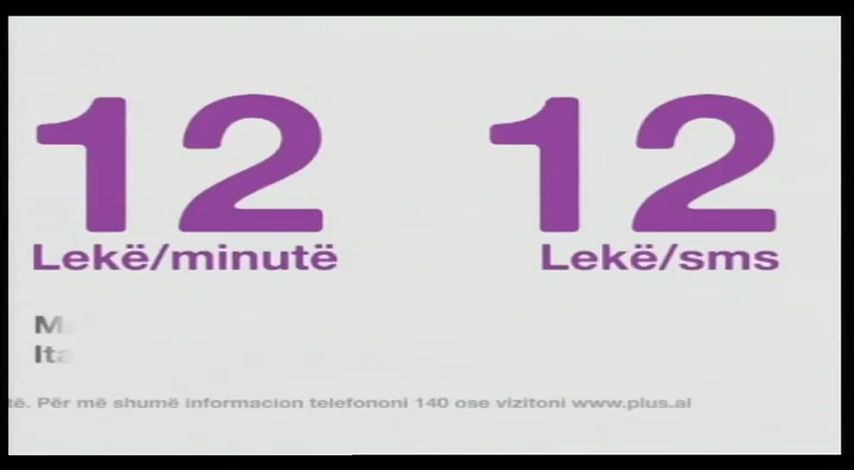 12 12
Lekë/minutë Lekë/sms
të. Për më shumë informacion telefononi 140 ose vizitoni www.plus.al